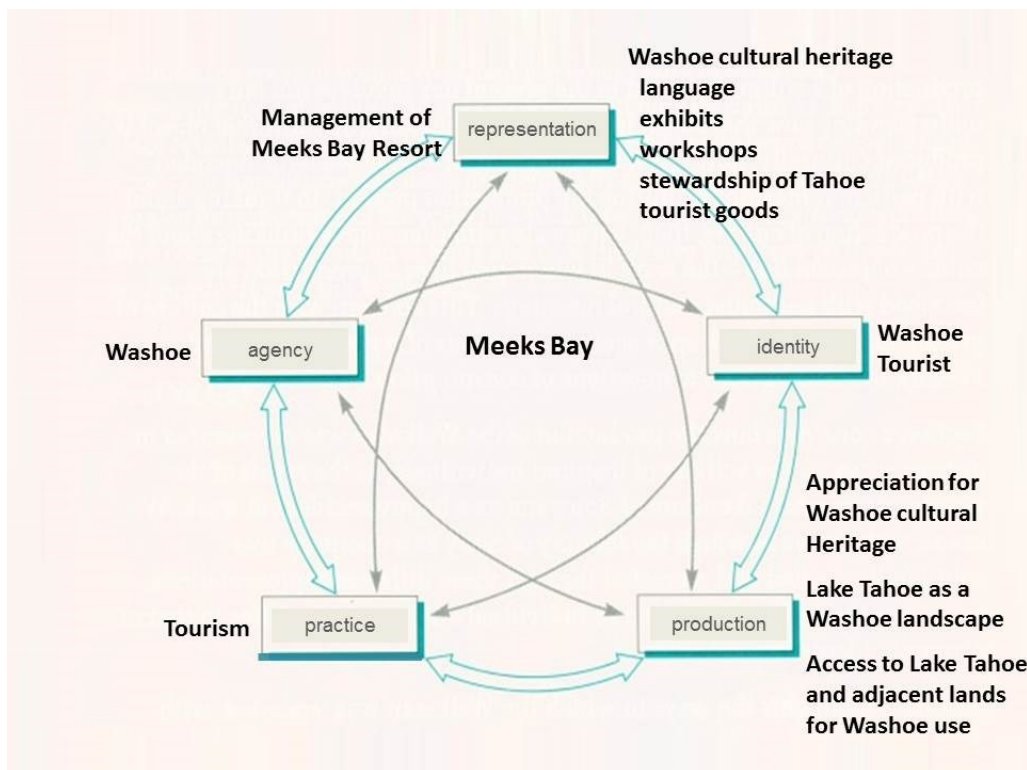 Washoe cultural heritage
language
exhibits
workshops
stewardship of Tahoe
tourist goods
Management of
Meeks Bay Resort
representation
Washoe
agency
Meeks Bay
identity
Washoe
Tourist
Appreciation for
Washoe cultural
Heritage
Lake Tahoe as a
Washoe landscape
Access to Lake Tahoe
and adjacent lands
for Washoe use
Tourism
practice
production